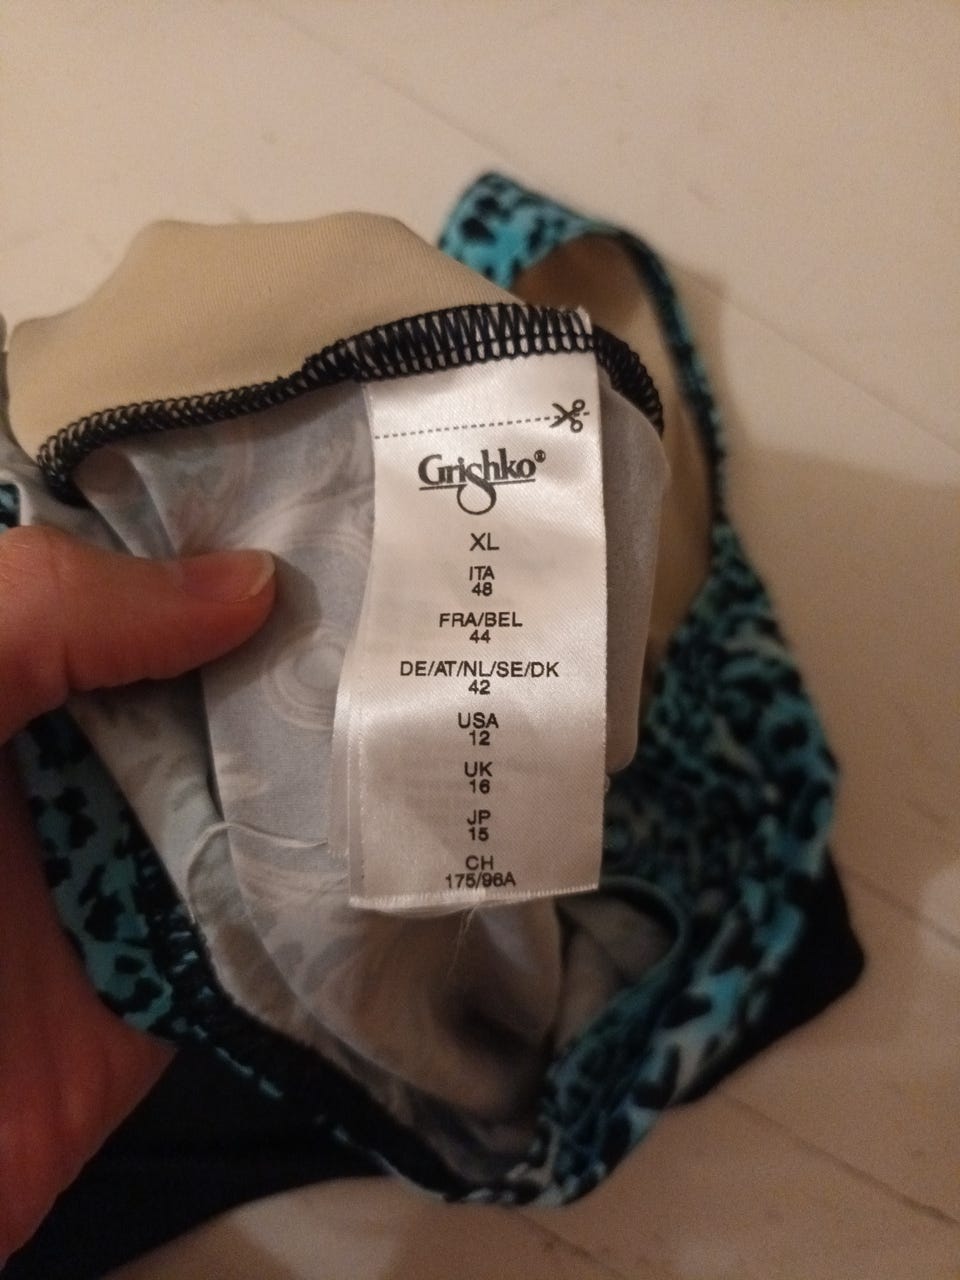 Grishko®
XL
ITA
48
FRA/BEL
44
DE/AT/NL/SE/DK
42
USA
12
UK
16
JP
15
CH
175/96A